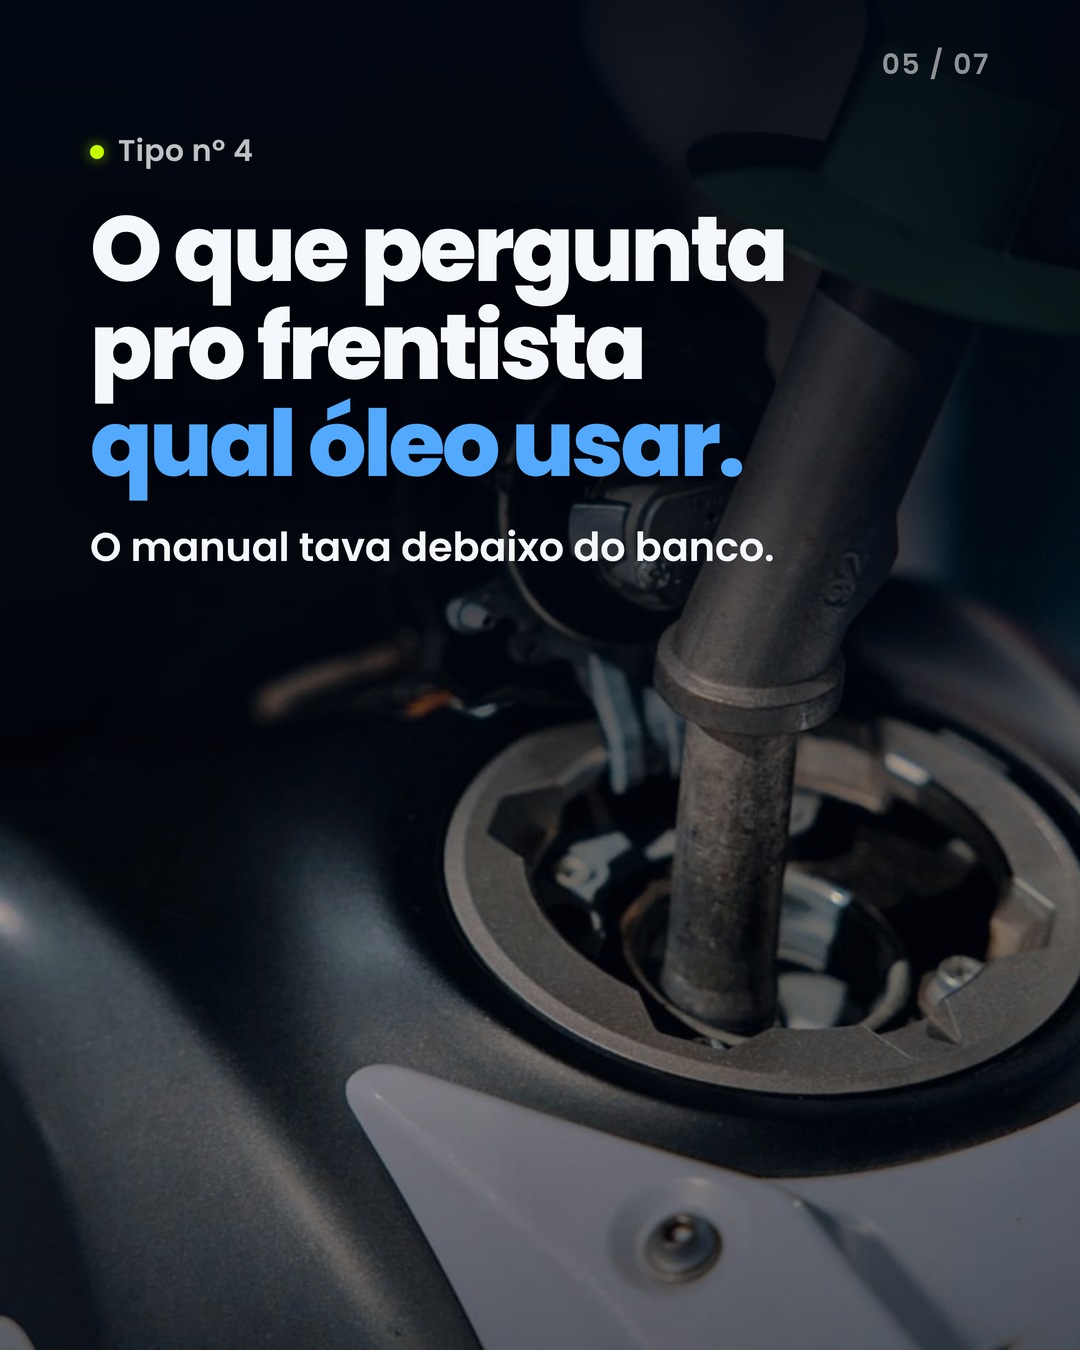 05 / 07
Tipo nº 4
O que pergunta
pro frentista
qual óleo usar.
O manual tava debaixo do banco.